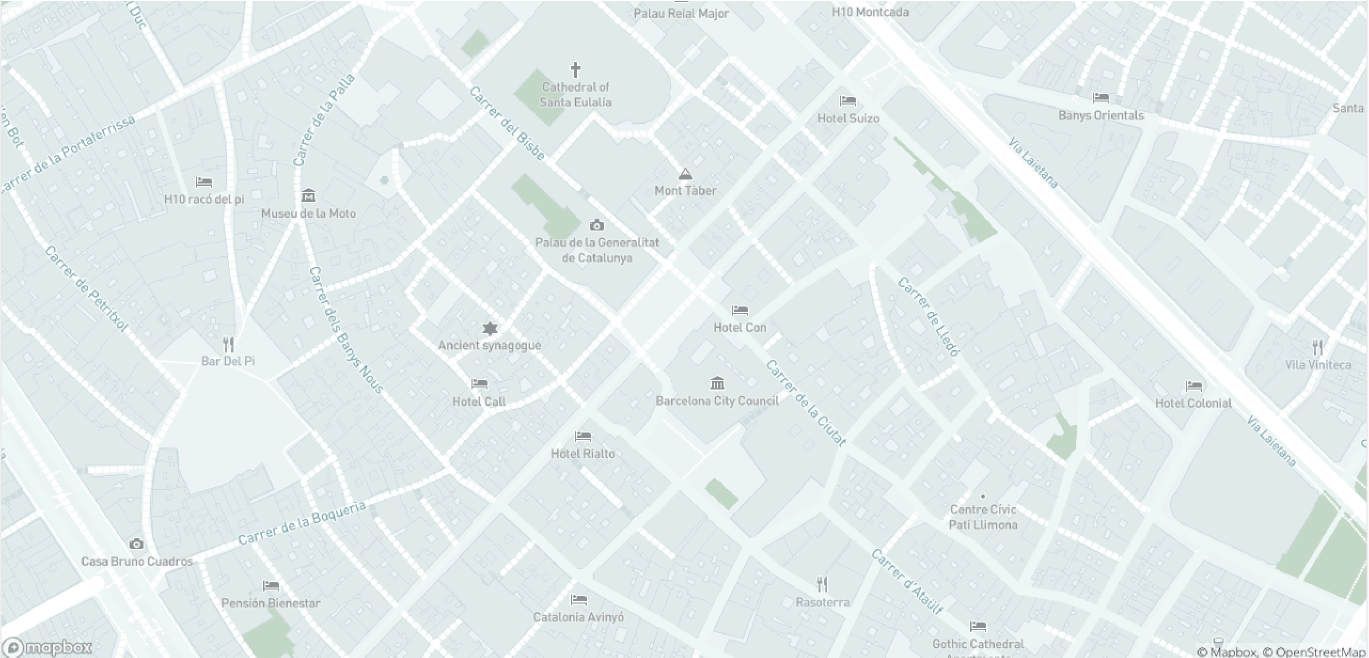 Palau Reial Major
H10 Montcada
Duc
Cathedral of
Santa Eulalia
Carrer de la Palla
Carrer del Bisbe
Hotel Suizo
Banys Orientals
Santa
Via Laietana
Bot
Carrer de la Portaferrissa
H10 racó del pi
Museu de la Moto
Mont Tàber
Palau de la Generalitat
de Catalunya
Carrer de Petritxol
Carrer dels Banys Nous
Carrer de Lledó
Hotel Con
Ancient synagogue
Bar Del Pi
Vila Viniteca
Hotel Call
Barcelona City Council
Carrer de la Ciutat
Hotel Colonial
Via Laietana
Hotel Rialto
Carrer de la Boqueria
Centre Cívic
Pati Llimona
Casa Bruno Cuadros
Carrer d'Ataülf
Pensión Bienestar
Rasoterra
Catalonia Avinyó
Gothic Cathedral
mapbox
© Mapbox, © OpenStreetMap